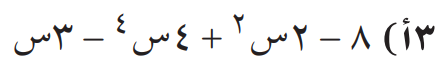 ٣أ) ٨ − ٢س٢ + ٤س٤ − ٣س